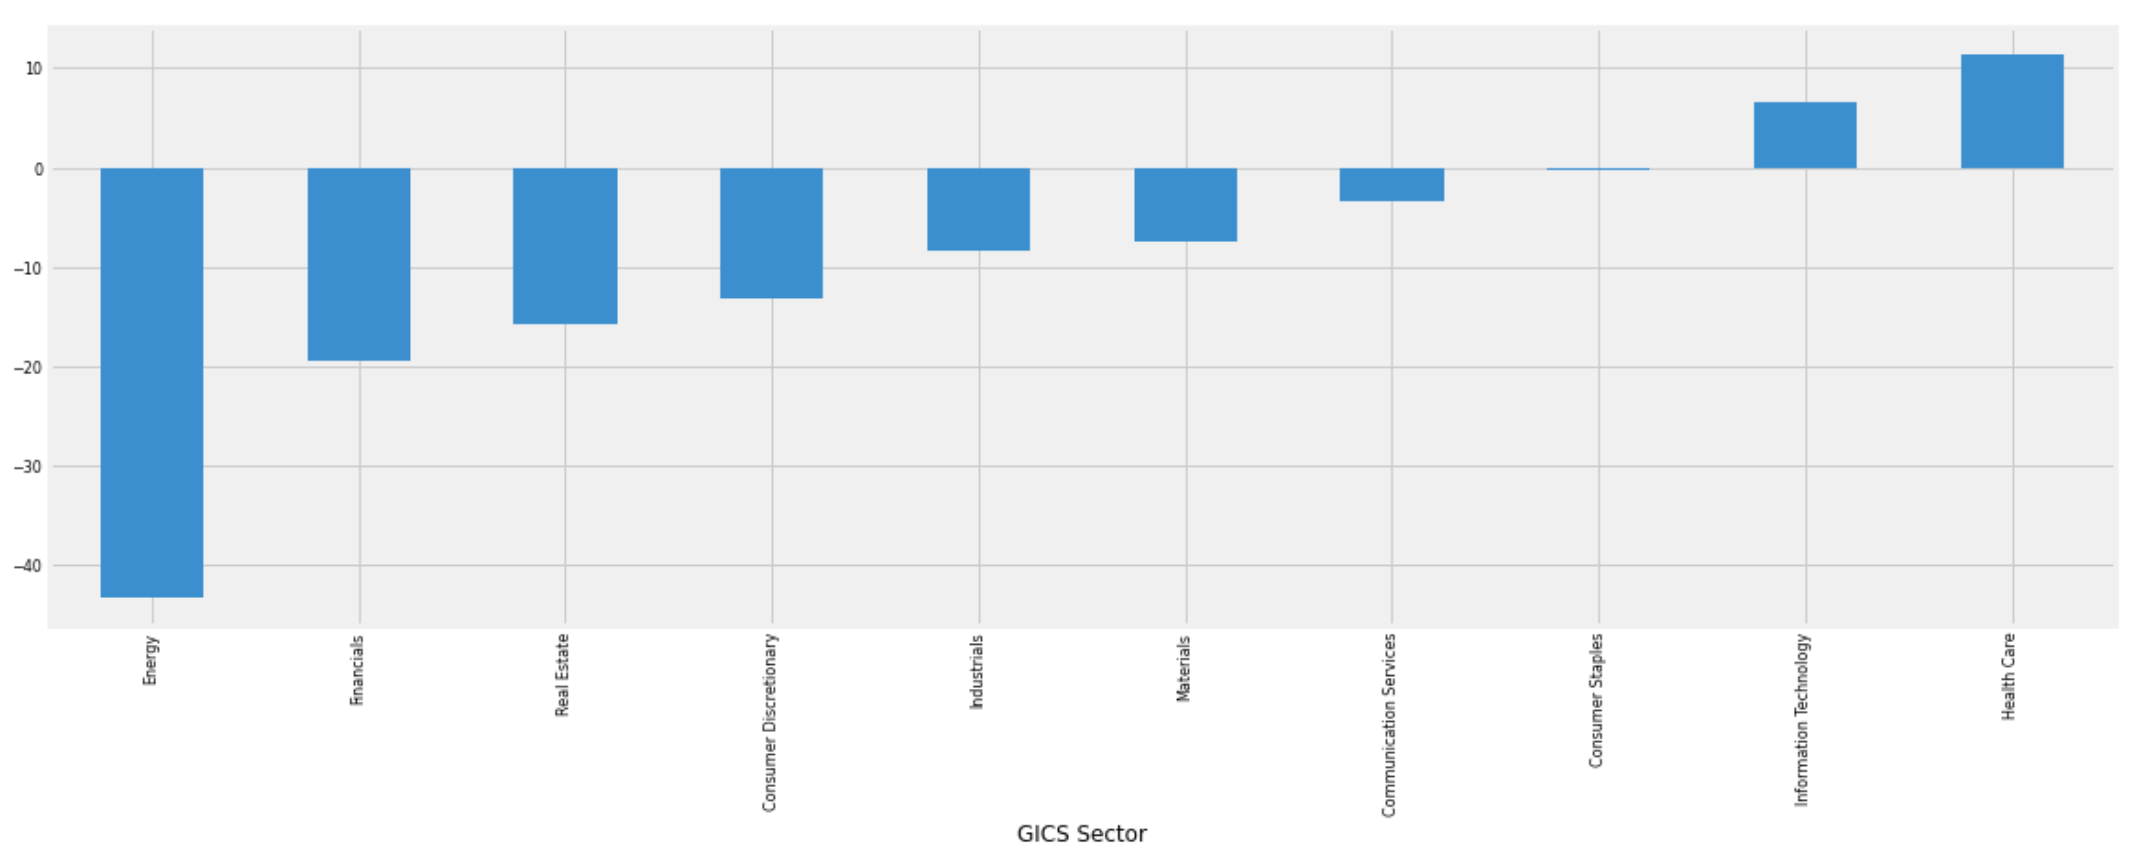 10
0
−10
−20
−30
−40
Energy
Financials
Real Estate
Consumer Discretionary
Industrials
Materials
Communication Services
Consumer Staples
Information Technology
Health Care
GICS Sector